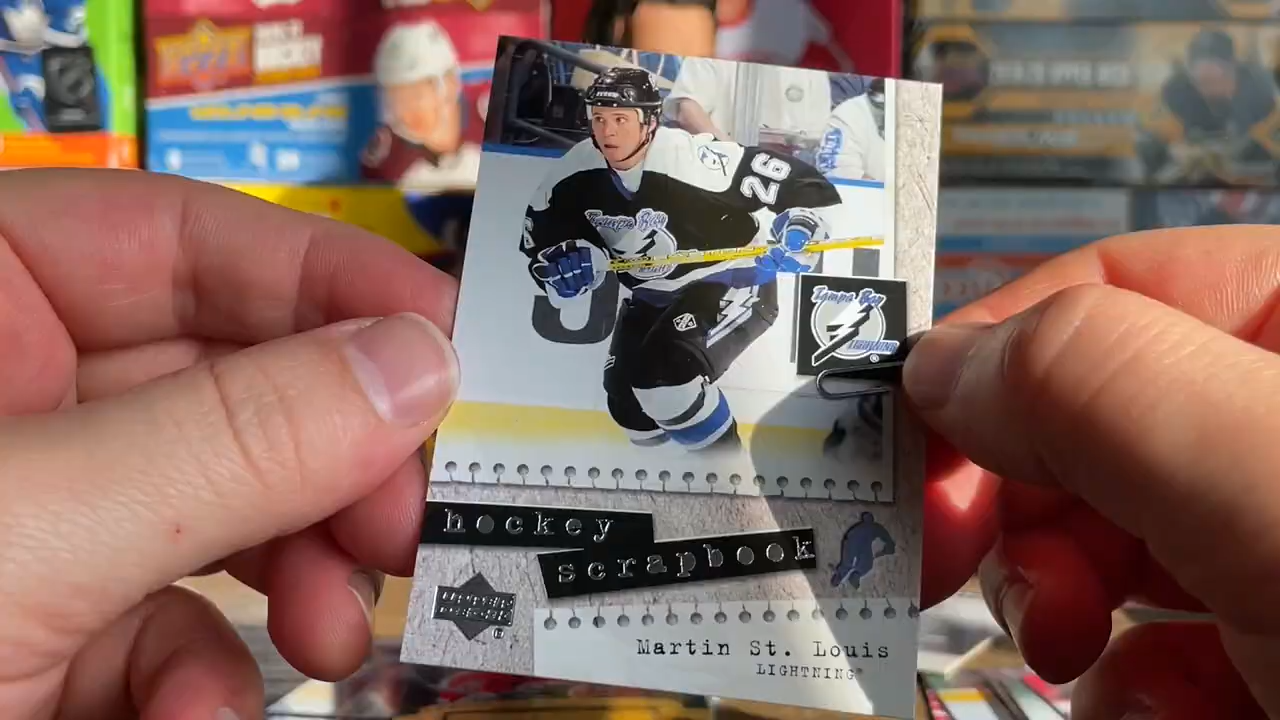 26
Tampa Bay
Tampa Bay
LIGHTNING
hockey
scrapbook
UPPER
DECK
Martin St. Louis
LIGHTNING